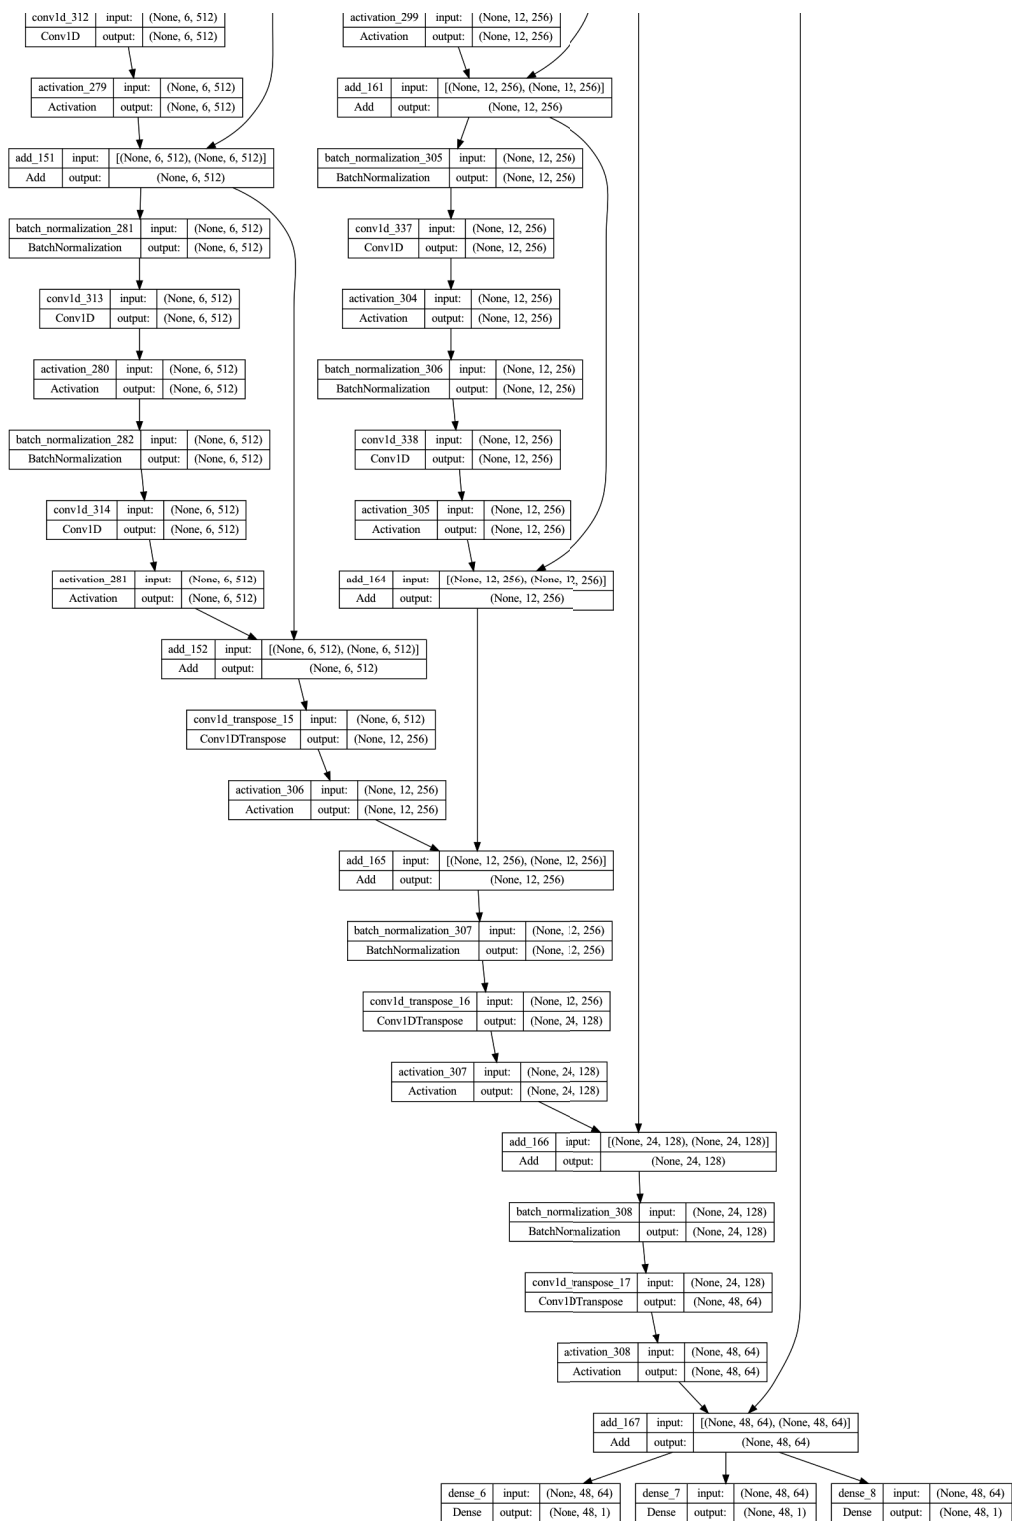 conv1d_312 input: (None, 6, 512)
Conv1D output: (None, 6, 512)
activation_299 input: (None, 12, 256)
Activation output: (None, 12, 256)
activation_279 input: (None, 6, 512)
Activation output: (None, 6, 512)
add_161 input: [(None, 12, 256), (None, 12, 256)]
Add output: (None, 12, 256)
add_151 input: [(None, 6, 512), (None, 6, 512)]
Add output: (None, 6, 512)
batch_normalization_305 input: (None, 12, 256)
BatchNormalization output: (None, 12, 256)
batch_normalization_281 input: (None, 6, 512)
BatchNormalization output: (None, 6, 512)
conv1d_337 input: (None, 12, 256)
Conv1D output: (None, 12, 256)
conv1d_313 input: (None, 6, 512)
Conv1D output: (None, 6, 512)
activation_304 input: (None, 12, 256)
Activation output: (None, 12, 256)
activation_280 input: (None, 6, 512)
Activation output: (None, 6, 512)
batch_normalization_306 input: (None, 12, 256)
BatchNormalization output: (None, 12, 256)
batch_normalization_282 input: (None, 6, 512)
BatchNormalization output: (None, 6, 512)
conv1d_338 input: (None, 12, 256)
Conv1D output: (None, 12, 256)
conv1d_314 input: (None, 6, 512)
Conv1D output: (None, 6, 512)
activation_305 input: (None, 12, 256)
Activation output: (None, 12, 256)
activation_281 input: (None, 6, 512)
Activation output: (None, 6, 512)
add_164 input: [(None, 12, 256), (None, 12, 256)]
Add output: (None, 12, 256)
add_152 input: [(None, 6, 512), (None, 6, 512)]
Add output: (None, 6, 512)
conv1d_transpose_15 input: (None, 6, 512)
Conv1DTranspose output: (None, 12, 256)
activation_306 input: (None, 12, 256)
Activation output: (None, 12, 256)
add_165 input: [(None, 12, 256), (None, 12, 256)]
Add output: (None, 12, 256)
batch_normalization_307 input: (None, 12, 256)
BatchNormalization output: (None, 12, 256)
conv1d_transpose_16 input: (None, 12, 256)
Conv1DTranspose output: (None, 24, 128)
activation_307 input: (None, 24, 128)
Activation output: (None, 24, 128)
add_166 input: [(None, 24, 128), (None, 24, 128)]
Add output: (None, 24, 128)
batch_normalization_308 input: (None, 24, 128)
BatchNormalization output: (None, 24, 128)
conv1d_transpose_17 input: (None, 24, 128)
Conv1DTranspose output: (None, 48, 64)
activation_308 input: (None, 48, 64)
Activation output: (None, 48, 64)
add_167 input: [(None, 48, 64), (None, 48, 64)]
Add output: (None, 48, 64)
dense_6 input: (None, 48, 64)
Dense output: (None, 48, 1)
dense_7 input: (None, 48, 64)
Dense output: (None, 48, 1)
dense_8 input: (None, 48, 64)
Dense output: (None, 48, 1)